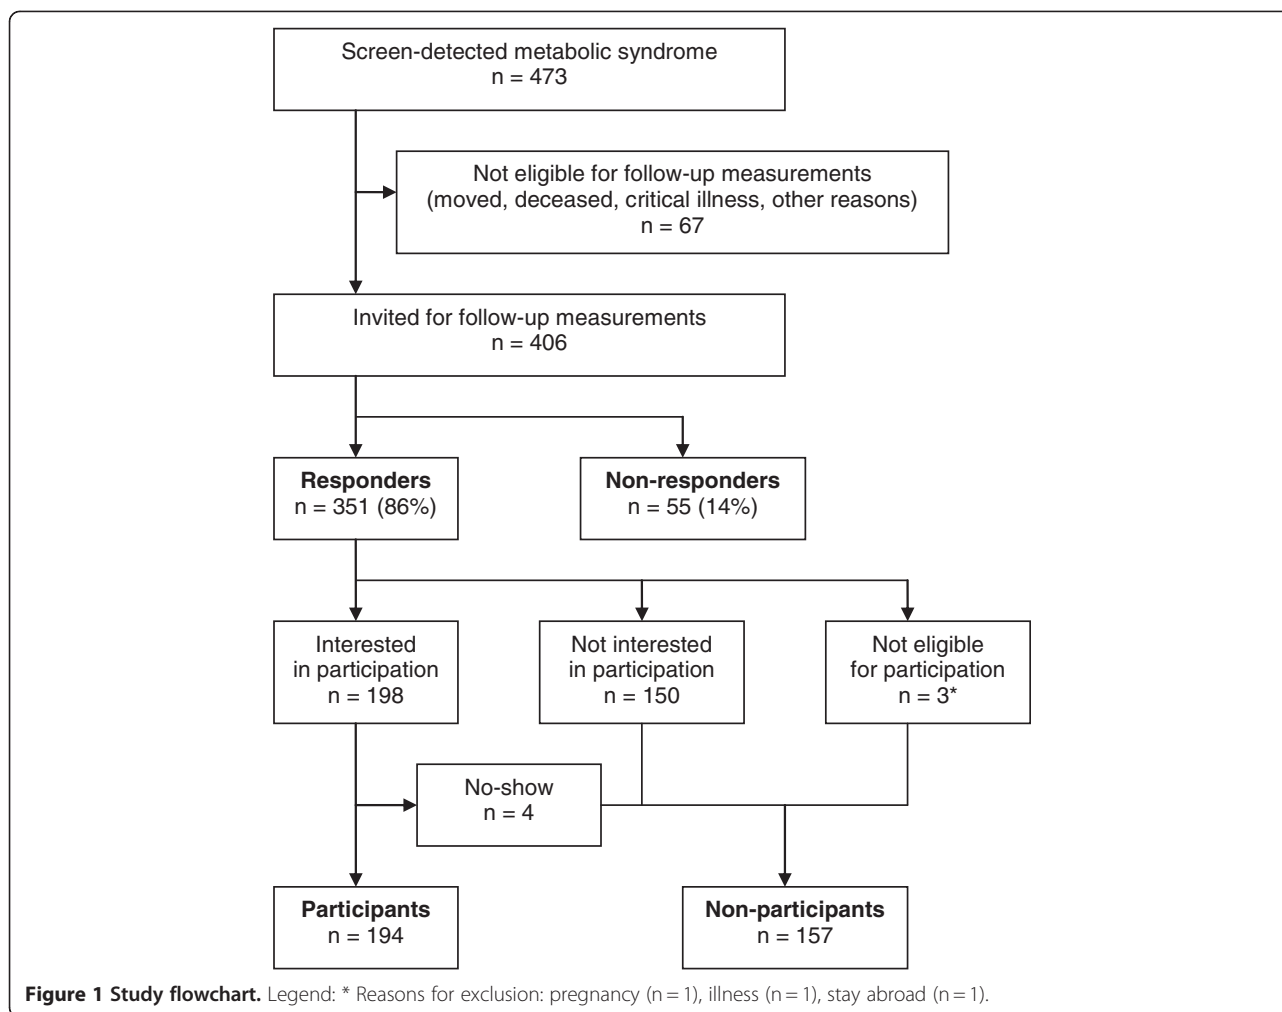 Screen-detected metabolic syndrome
n = 473
Not eligible for follow-up measurements
(moved, deceased, critical illness, other reasons)
n = 67
Invited for follow-up measurements
n = 406
Responders
n = 351 (86%)
Non-responders
n = 55 (14%)
Interested
in participation
n = 198
Not interested
in participation
n = 150
Not eligible
for participation
n = 3*
No-show
n = 4
Participants
n = 194
Non-participants
n = 157
Figure 1 Study flowchart. Legend: * Reasons for exclusion: pregnancy (n = 1), illness (n = 1), stay abroad (n = 1).